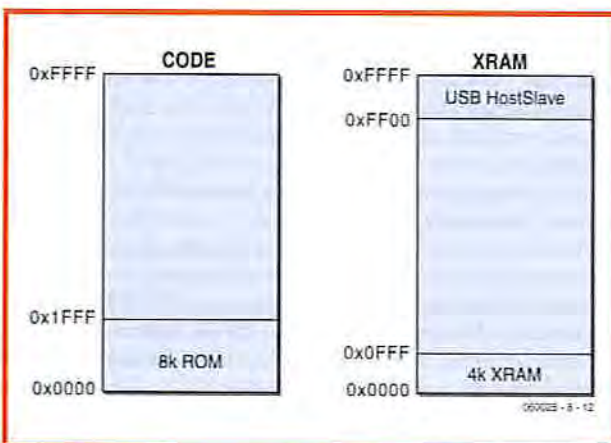 CODE
0xFFFF
0x1FFF
8k ROM
0x0000
XRAM
0xFFFF
USB HostSlave
0xFF00
0x0FFF
4k XRAM
0x0000